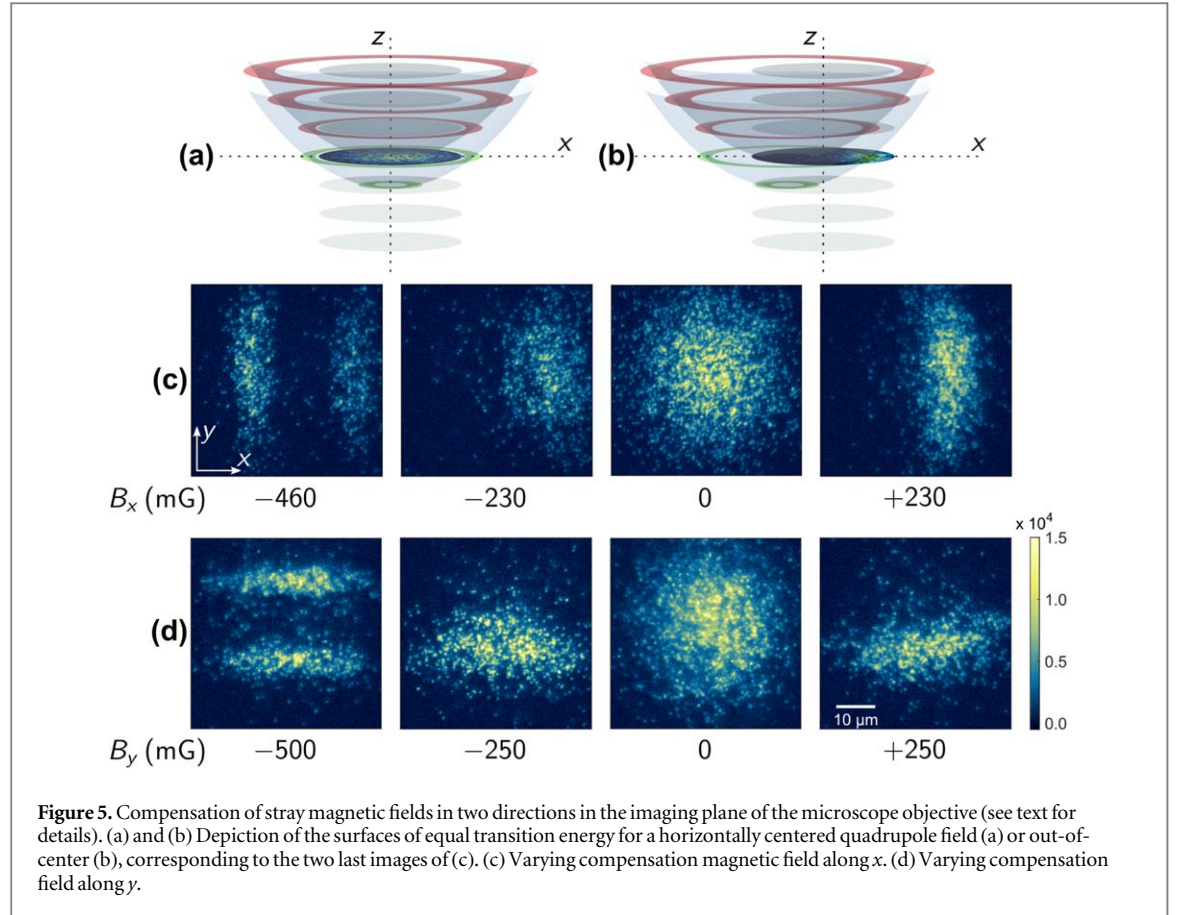 z z
(a) x (b) x
(c)
y
x
Bx (mG) −460 −230 0 +230
x 10⁴
1.5
1.0
0.5
0.0
(d)
10 μm
By (mG) −500 −250 0 +250
Figure 5. Compensation of stray magnetic fields in two directions in the imaging plane of the microscope objective (see text for
details). (a) and (b) Depiction of the surfaces of equal transition energy for a horizontally centered quadrupole field (a) or out-of-
center (b), corresponding to the two last images of (c). (c) Varying compensation magnetic field along x. (d) Varying compensation
field along y.